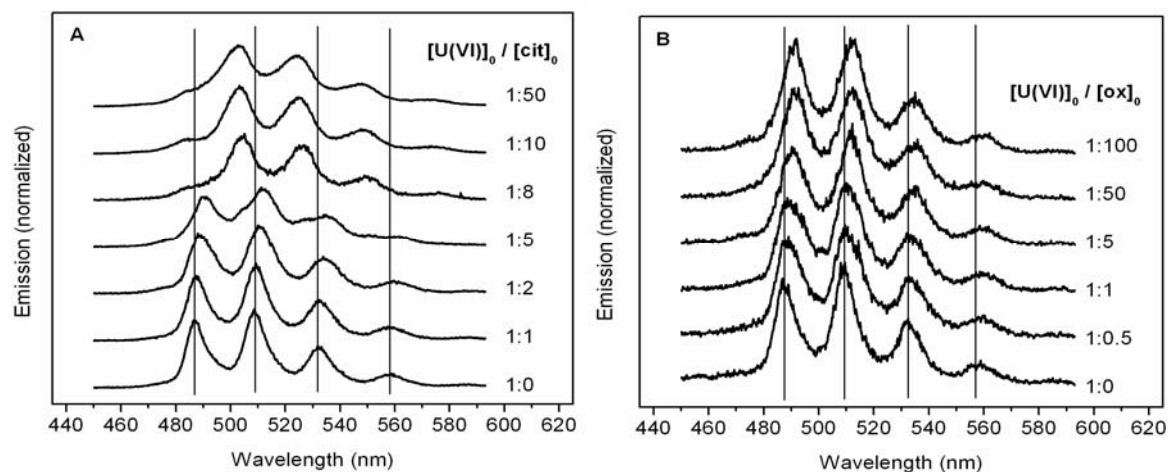 A
[U(VI)]₀ / [cit]₀
1:50
1:10
1:8
1:5
1:2
1:1
1:0
Emission (normalized)
440 460 480 500 520 540 560 580 600 620
Wavelength (nm)
B
[U(VI)]₀ / [ox]₀
1:100
1:50
1:5
1:1
1:0.5
1:0
Emission (normalized)
440 460 480 500 520 540 560 580 600 620
Wavelength (nm)